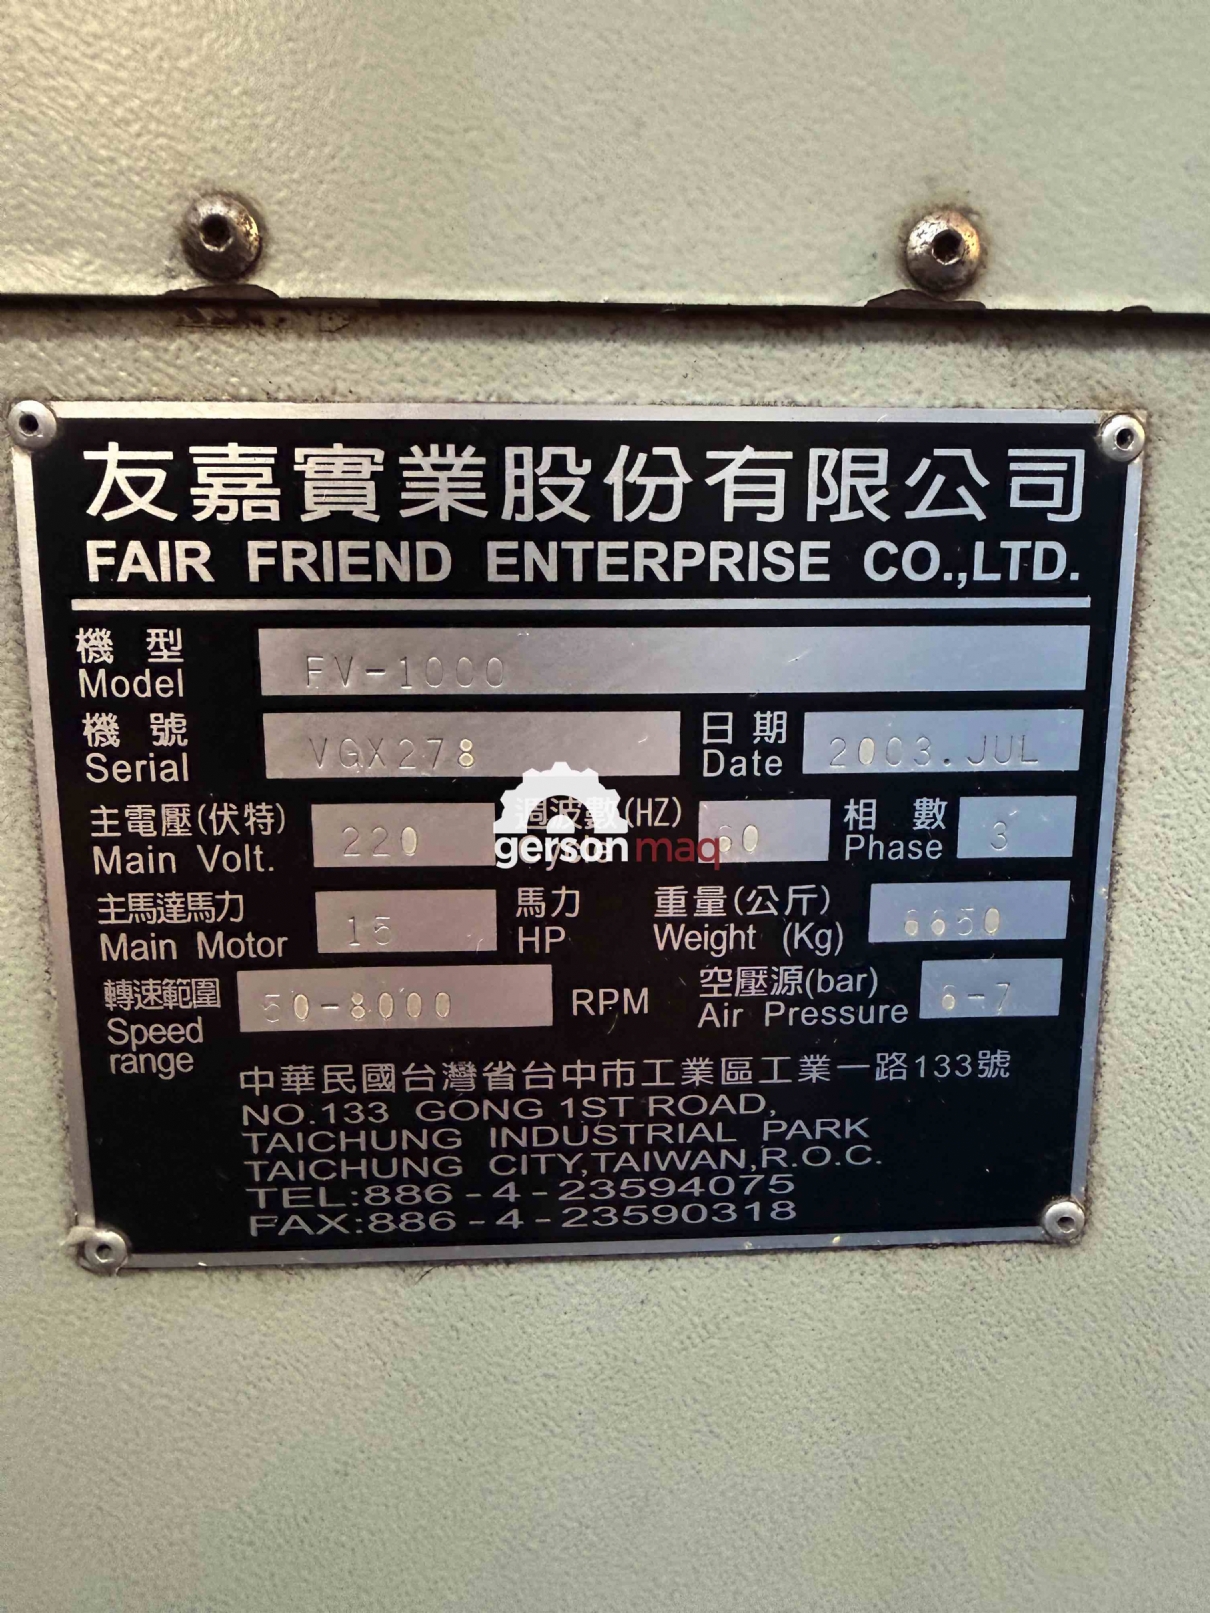 友嘉實業股份有限公司
FAIR FRIEND ENTERPRISE CO.,LTD.
機型 FV-1000
Model
機號 VGX278 日期 2003.JUL
Serial Date
主電壓(伏特) 220 週波數(HZ) 60 相數 3
Main Volt. Cycle Phase
gerson maq
主馬達馬力 15 馬力 重量(公斤) 6650
Main Motor HP Weight (Kg)
轉速範圍 50-8000 RPM 空壓源(bar) 6-7
Speed Air Pressure
range
中華民國台灣省台中市工業區工業一路133號
NO.133 GONG 1ST ROAD,
TAICHUNG INDUSTRIAL PARK
TAICHUNG CITY,TAIWAN,R.O.C.
TEL:886-4-23594075
FAX:886-4-23590318